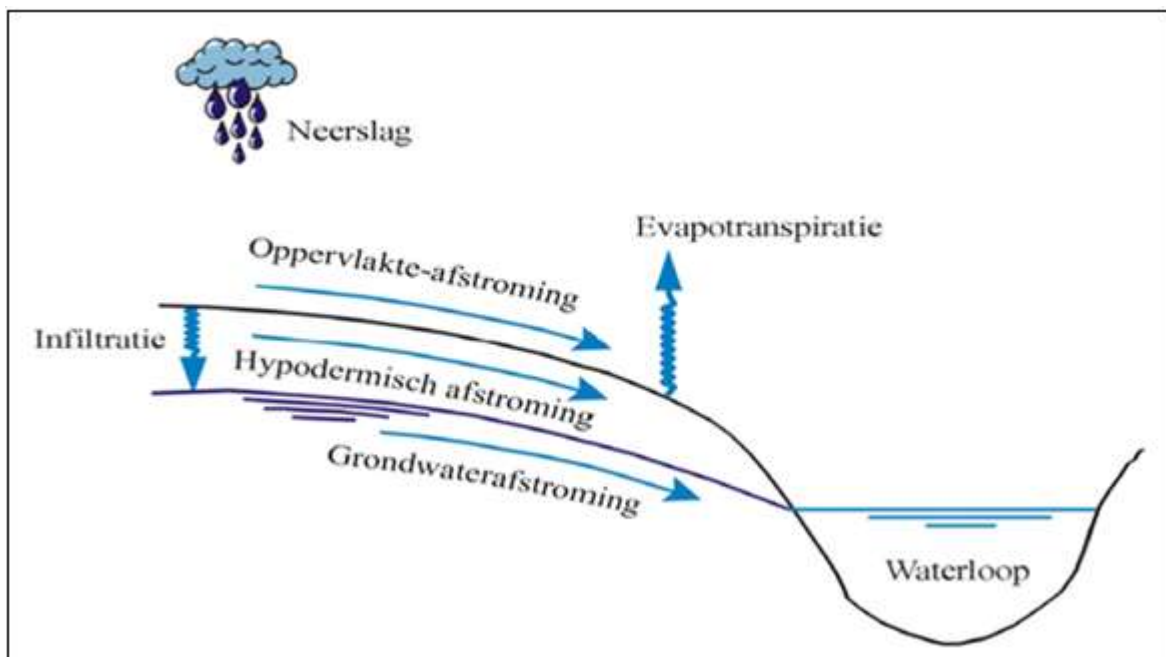 Neerslag
Evapotranspiratie
Oppervlakte-afstroming
Infiltratie
Hypodermisch afstroming
Grondwaterafstroming
Waterloop